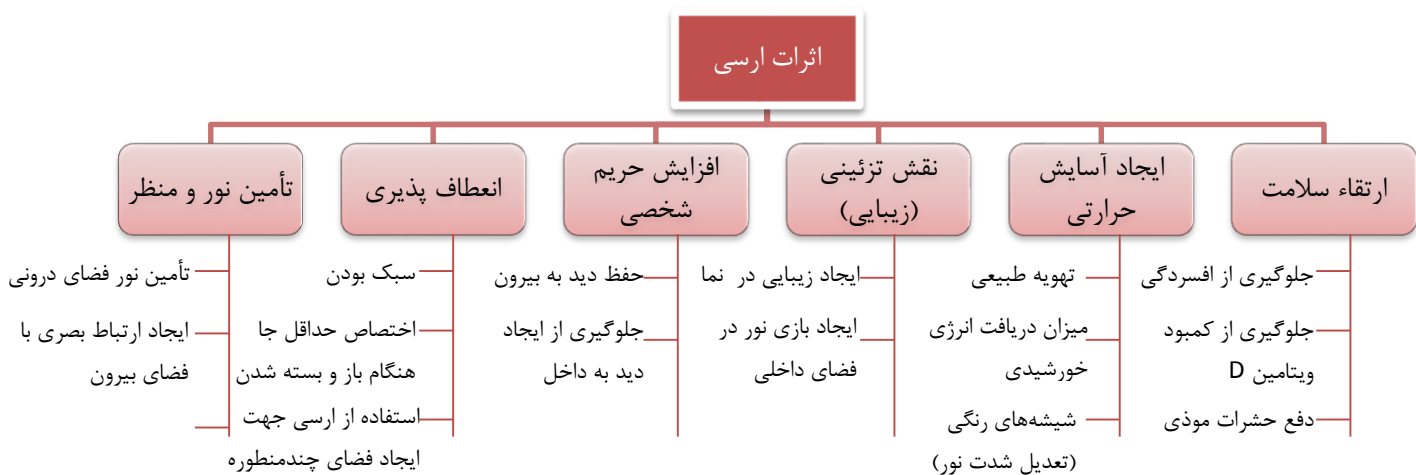 اثرات ارسی
ارتقاء سلامت
جلوگیری از افسردگی
جلوگیری از کمبود
ویتامین D
دفع حشرات موذی
ایجاد آسایش
حرارتی
تهویه طبیعی
میزان دریافت انرژی
خورشیدی
شیشه‌های رنگی
(تعدیل شدت نور)
نقش تزئینی
(زیبایی)
ایجاد زیبایی در نما
ایجاد بازی نور در
فضای داخلی
افزایش حریم
شخصی
حفظ دید به بیرون
جلوگیری از ایجاد
دید به داخل
انعطاف پذیری
سبک بودن
اختصاص حداقل جا
هنگام باز و بسته شدن
استفاده از ارسی جهت
ایجاد فضای چندمنطوره
تأمین نور و منظر
تأمین نور فضای درونی
ایجاد ارتباط بصری با
فضای بیرون